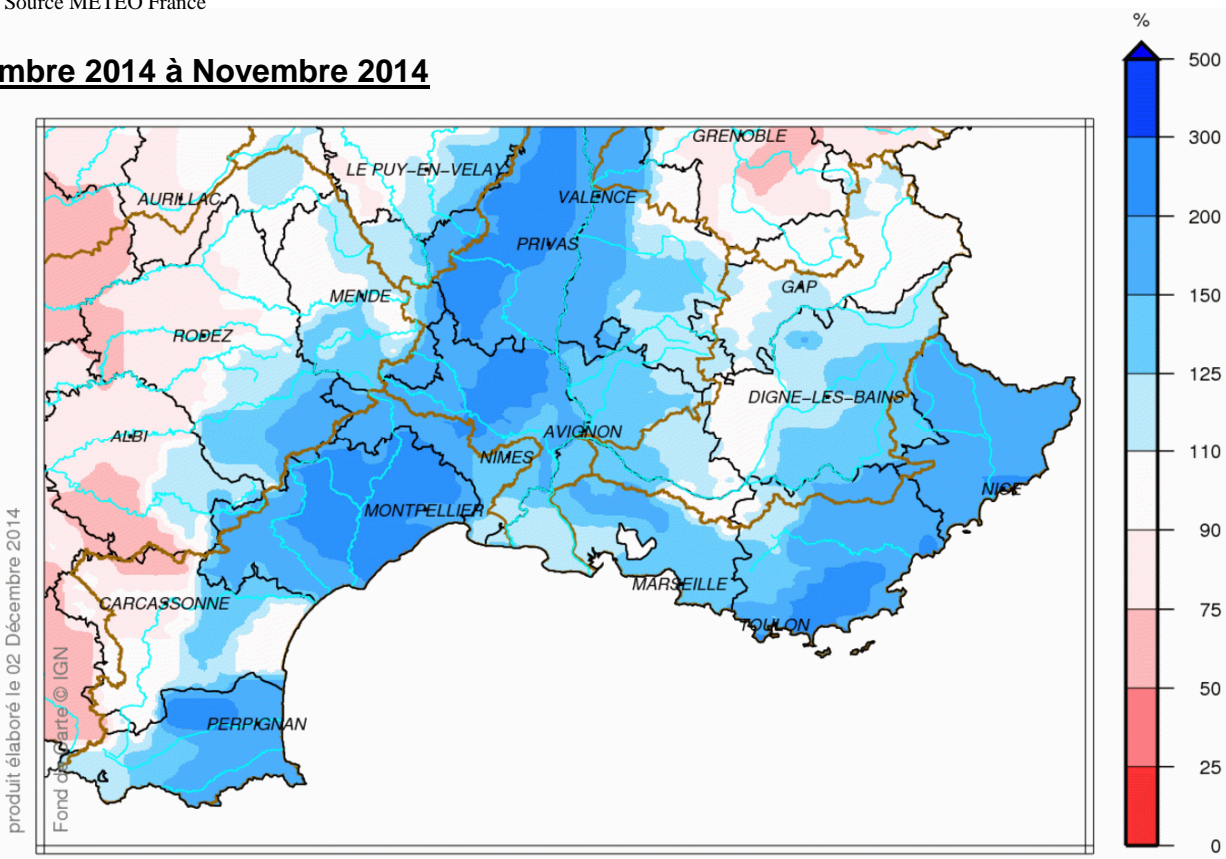 Source METEO France
mbre 2014 à Novembre 2014
%
500
300
200
150
125
110
90
75
50
25
0
GRENOBLE
LE PUY-EN-VELAY
AURILLAC
VALENCE
PRIVAS
GAP
MENDE
RODEZ
DIGNE-LES-BAINS
ALBI
AVIGNON
NIMES
NICE
MONTPELLIER
MARSEILLE
CARCASSONNE
TOULON
PERPIGNAN
produit élaboré le 02 Décembre 2014
Fond de Carte © IGN